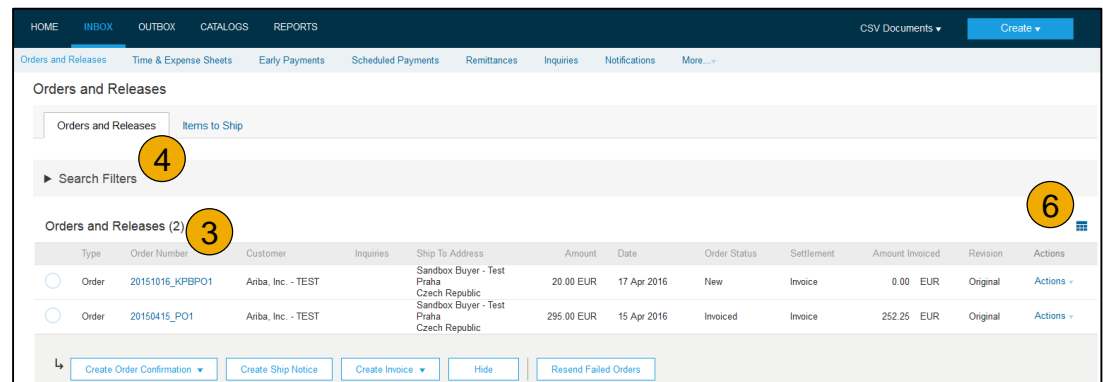 HOME INBOX OUTBOX CATALOGS REPORTS CSV Documents ▾ Create ▾
Orders and Releases Time & Expense Sheets Early Payments Scheduled Payments Remittances Inquiries Notifications More...▾
Orders and Releases
Orders and Releases Items to Ship
4
► Search Filters
6
Orders and Releases (2) 3
Type Order Number Customer Inquiries Ship To Address Amount Date Order Status Settlement Amount Invoiced Revision Actions
Sandbox Buyer - Test
Order 20151016_KPBPO1 Ariba, Inc. - TEST Praha 20.00 EUR 17 Apr 2016 New Invoice 0.00 EUR Original Actions ▾
Czech Republic
Sandbox Buyer - Test
Order 20150415_PO1 Ariba, Inc. - TEST Praha 295.00 EUR 15 Apr 2016 Invoiced Invoice 252.25 EUR Original Actions ▾
Czech Republic
Create Order Confirmation ▾ Create Ship Notice Create Invoice ▾ Hide Resend Failed Orders